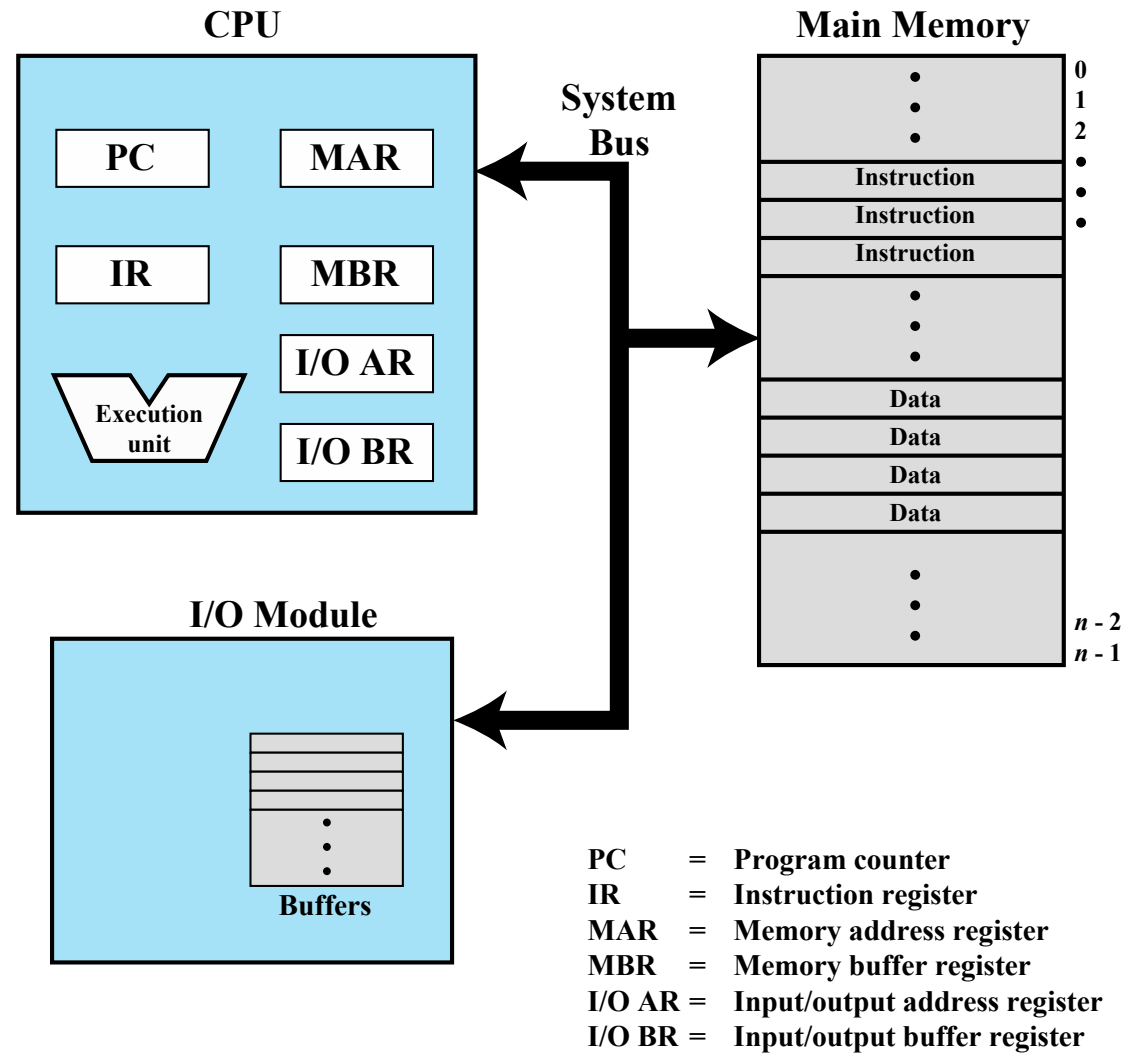 CPU
PC
MAR
IR
MBR
I/O AR
I/O BR
Execution
unit
System
Bus
Main Memory
0
1
2
Instruction
Instruction
Instruction
Data
Data
Data
Data
n - 2
n - 1
I/O Module
Buffers
PC = Program counter
IR = Instruction register
MAR = Memory address register
MBR = Memory buffer register
I/O AR = Input/output address register
I/O BR = Input/output buffer register